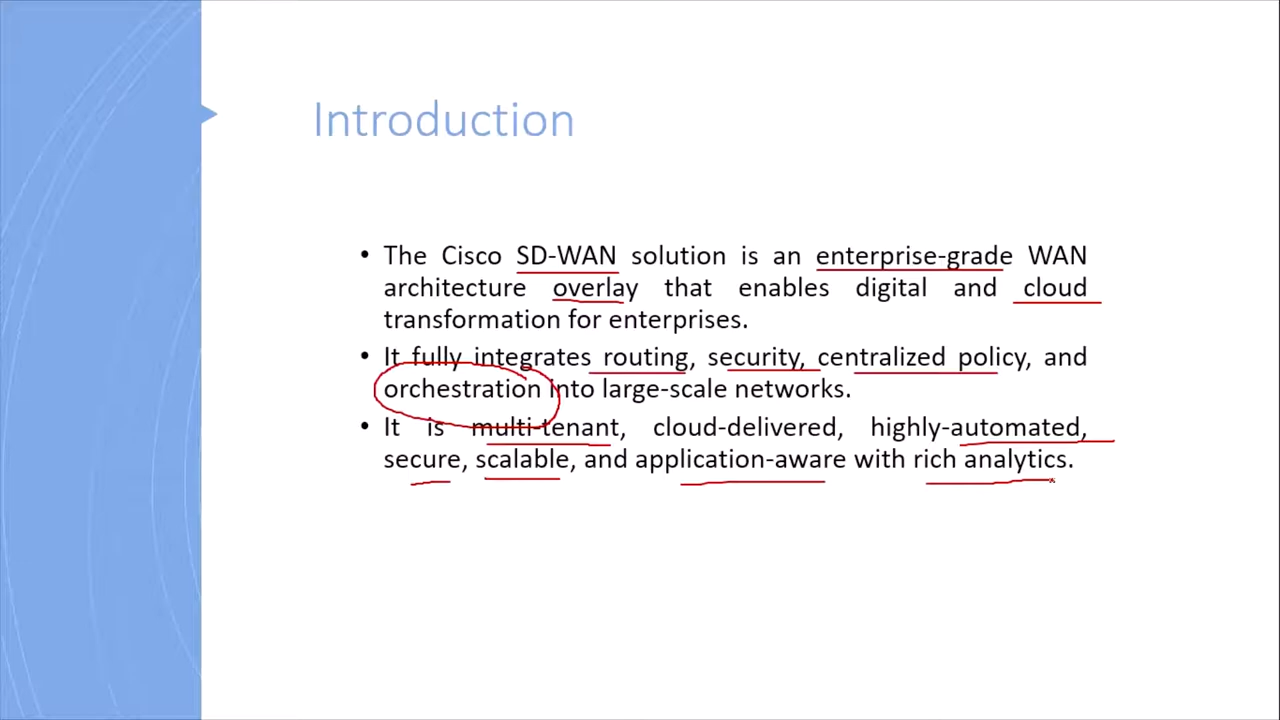 Introduction
• The Cisco SD-WAN solution is an enterprise-grade WAN
architecture overlay that enables digital and cloud
transformation for enterprises.
• It fully integrates routing, security, centralized policy, and
orchestration into large-scale networks.
• It is multi-tenant, cloud-delivered, highly-automated,
secure, scalable, and application-aware with rich analytics.